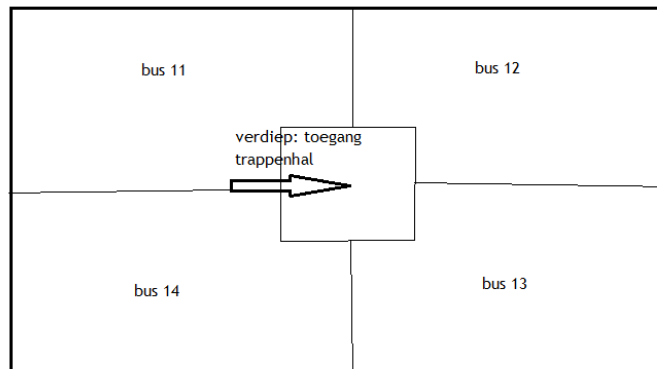 bus 11
bus 12
verdiep: toegang
trappenhal
bus 14
bus 13